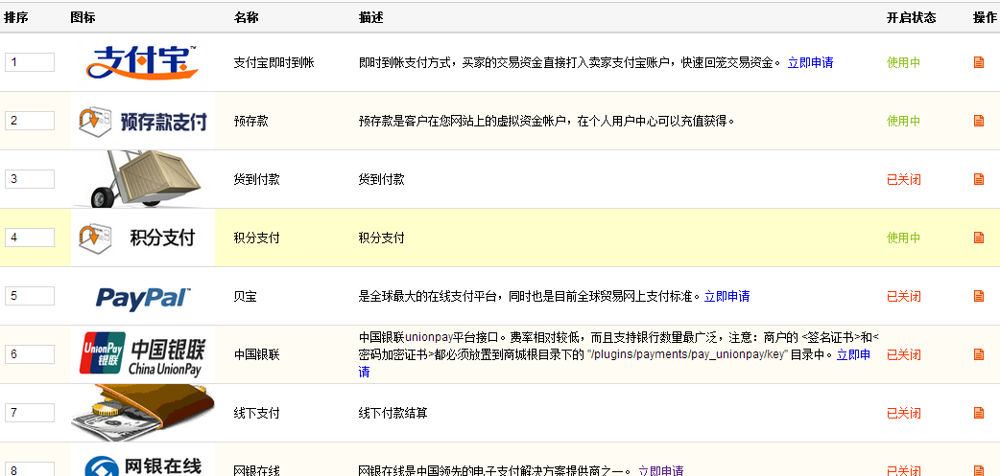 排序 图标 名称 描述 开启状态 操作
1 支付宝™ 支付宝即时到帐 即时到帐支付方式，买家的交易资金直接打入卖家支付宝账户，快速回笼交易资金。 立即申请 使用中
2 预存款支付 预存款 预存款是客户在您网站上的虚拟资金帐户，在个人用户中心可以充值获得。 使用中
3 货到付款 货到付款 已关闭
4 积分支付 积分支付 积分支付 使用中
5 PayPal™ 贝宝 是全球最大的在线支付平台，同时也是目前全球贸易网上支付标准。立即申请 已关闭
中国银联unionpay平台接口。费率相对较低，而且支持银行数量最广泛，注意：商户的 <签名证书>和<
6 UnionPay 银联 中国银联 China UnionPay 中国银联 密码加密证书>都必须放置到商城根目录下的 "/plugins/payments/pay_unionpay/key" 目录中。立即申 已关闭
请
7 线下支付 线下付款结算 已关闭
8 网银在线 网银在线 网银在线是中国领先的电子支付解决方案提供商之一。 立即申请 已关闭